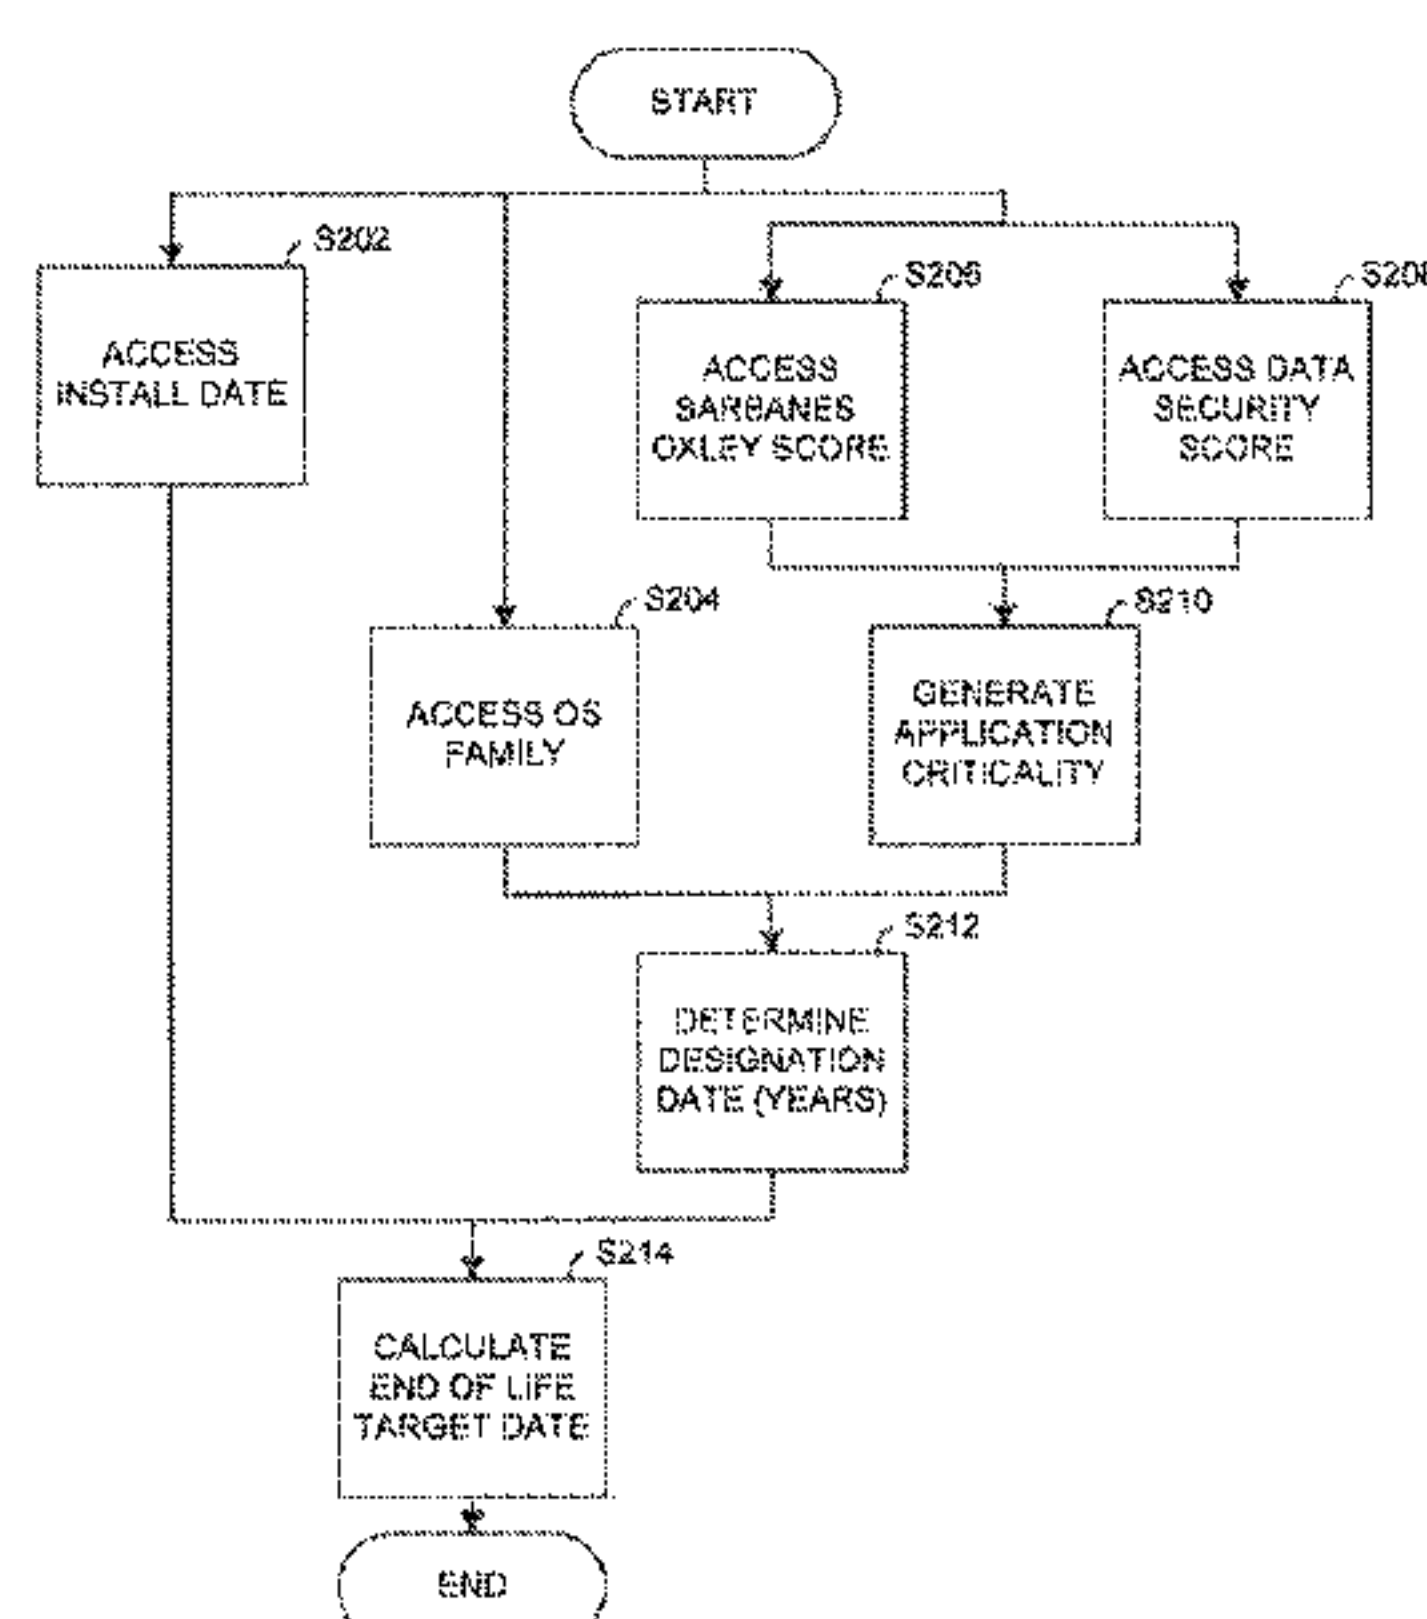 START
S202
ACCESS
INSTALL DATE
S206
ACCESS
SARBANES
OXLEY SCORE
S208
ACCESS DATA
SECURITY
SCORE
S204
ACCESS OS
FAMILY
S210
GENERATE
APPLICATION
CRITICALITY
S212
DETERMINE
DESIGNATION
DATE (YEARS)
S214
CALCULATE
END OF LIFE
TARGET DATE
END